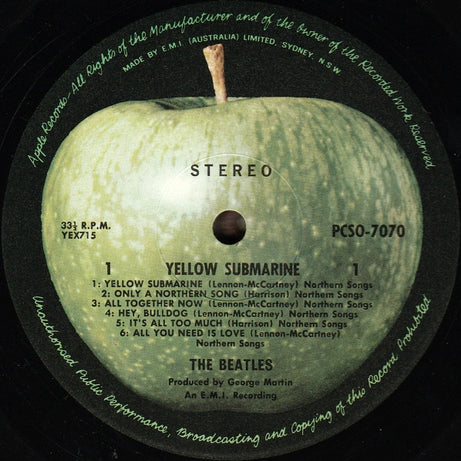 Apple Records—All Rights of the Manufacturer and of the Owner of the Recorded Work Reserved
MADE BY E.M.I. (AUSTRALIA) LIMITED, SYDNEY, N.S.W.
STEREO
33⅓ R.P.M. PCSO-7070
YEX715
1 YELLOW SUBMARINE 1
1: YELLOW SUBMARINE (Lennon-McCartney) Northern Songs
2: ONLY A NORTHERN SONG (Harrison) Northern Songs
3: ALL TOGETHER NOW (Lennon-McCartney) Northern Songs
4: HEY, BULLDOG (Lennon-McCartney) Northern Songs
5: IT'S ALL TOO MUCH (Harrison) Northern Songs
6: ALL YOU NEED IS LOVE (Lennon-McCartney)
Northern Songs
THE BEATLES
Produced by George Martin
An E.M.I. Recording
Unauthorised Public Performance, Broadcasting and Copying of this Record Prohibited